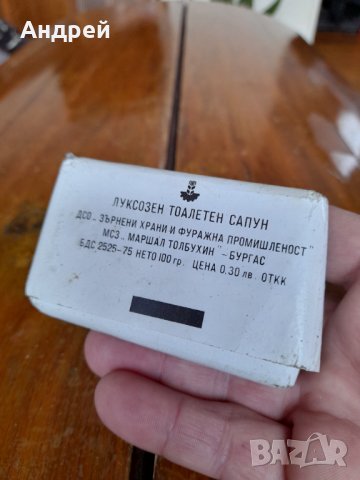 Андрей
ЛУКСОЗЕН ТОАЛЕТЕН САПУН
ДСО „ ЗЪРНЕНИ ХРАНИ И ФУРАЖНА ПРОМИШЛЕНОСТ "
МСЗ „ МАРШАЛ ТОЛБУХИН " - БУРГАС
БДС 2525-75 НЕТО 100 гр. ЦЕНА 0.30 лв. ОТКК
BAZAR